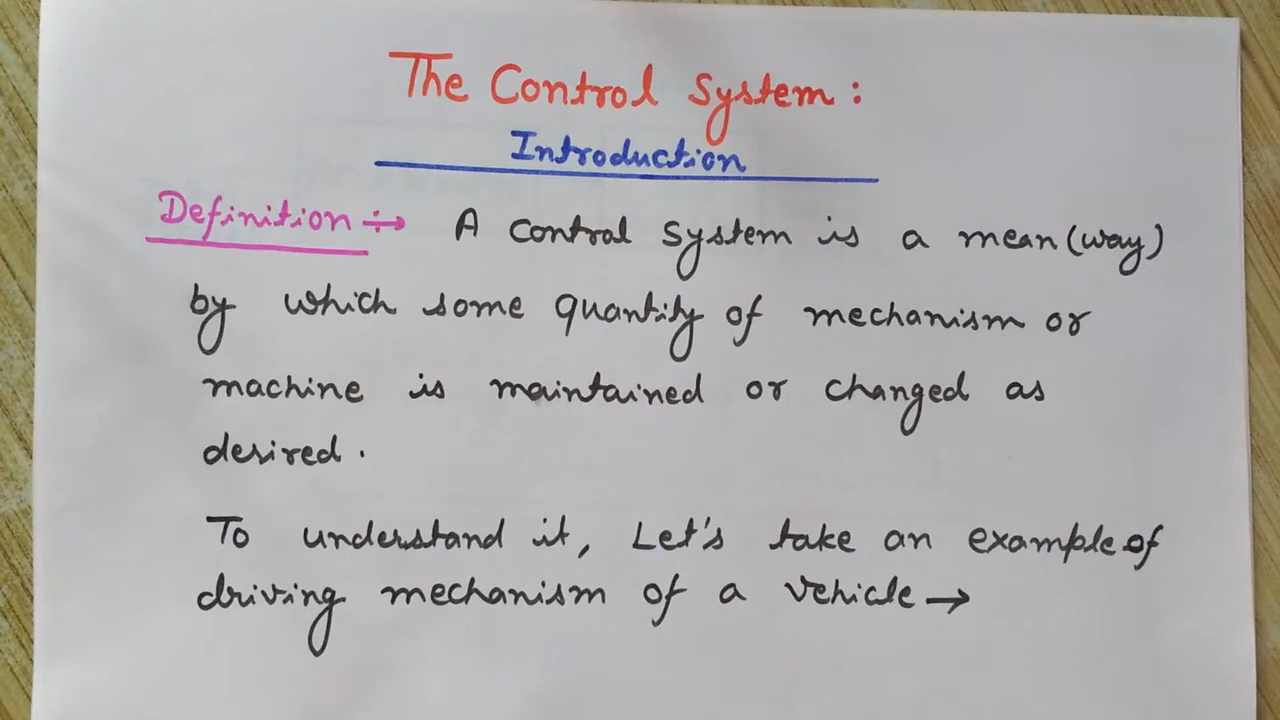 The Control System :
Introduction
Definition :→ A control system is a mean (way)
by which some quantity of mechanism or
machine is maintained or changed as
desired .
To understand it, Let's take an example of
driving mechanism of a vehicle →